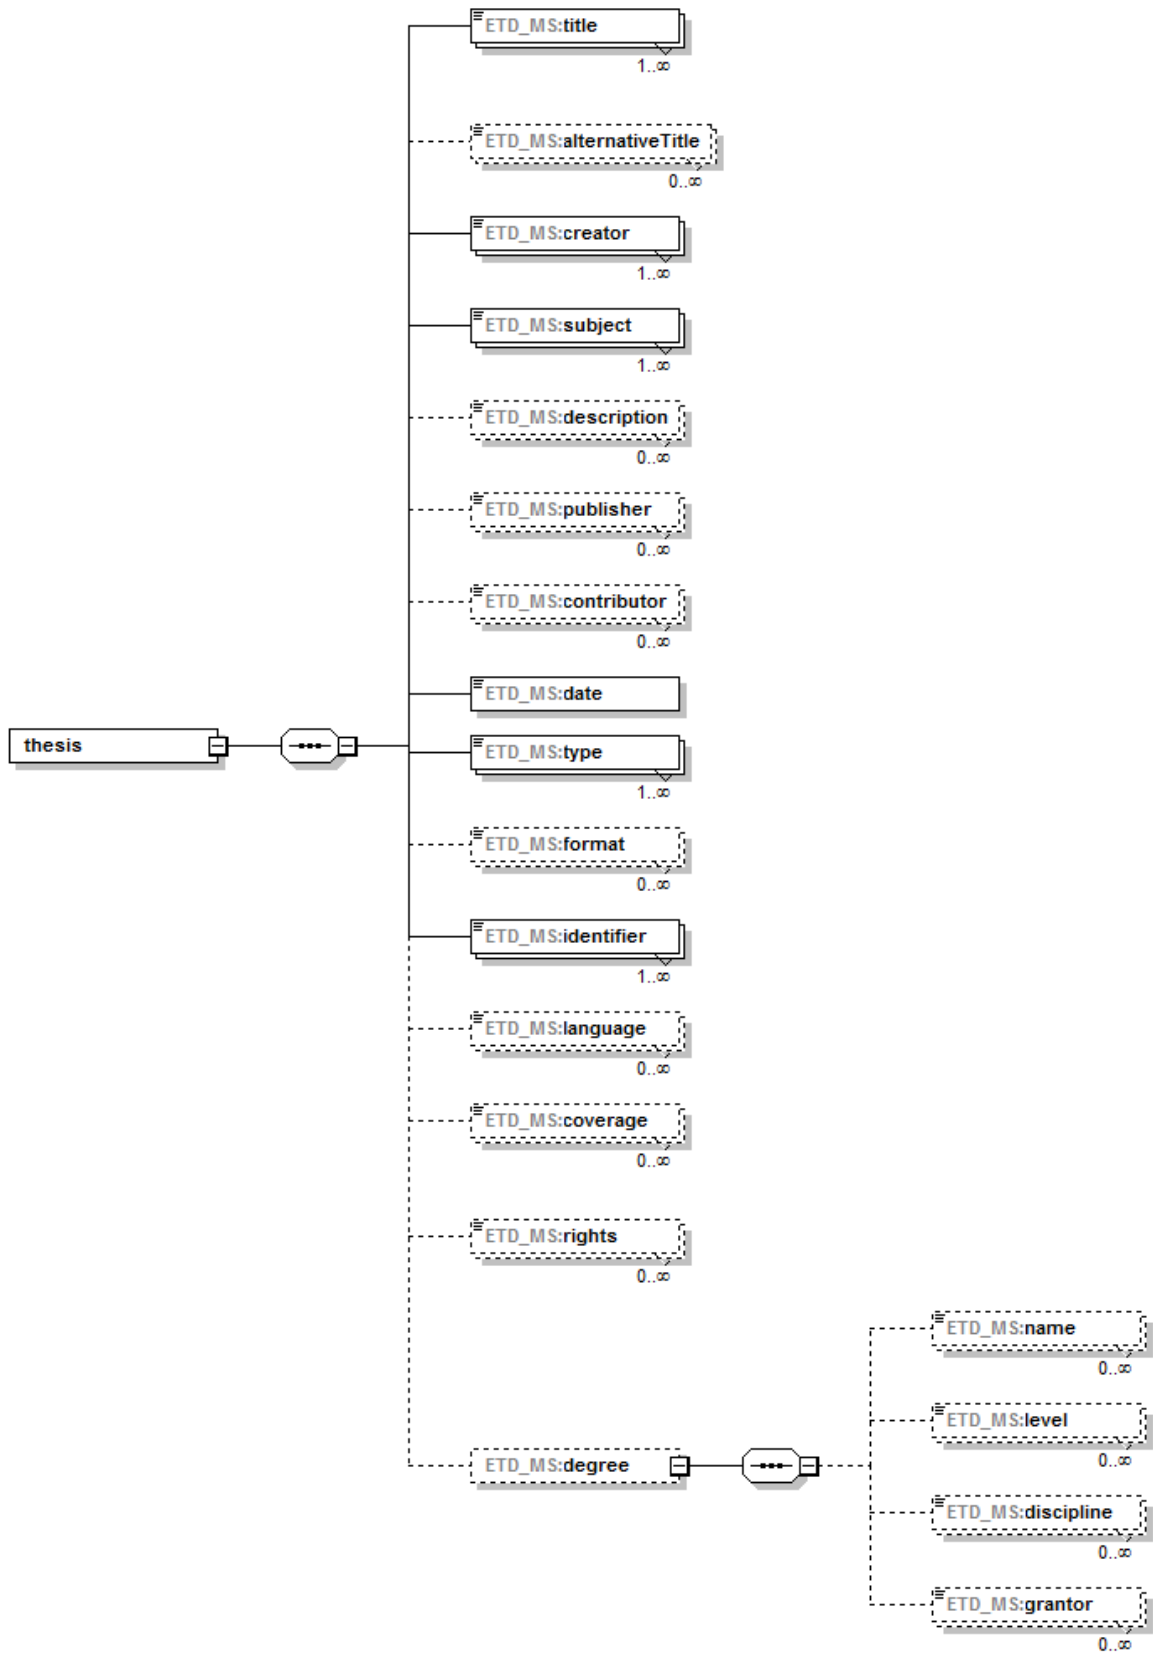 ETD_MS:title
1..∞
ETD_MS:alternativeTitle
0..∞
ETD_MS:creator
1..∞
ETD_MS:subject
1..∞
ETD_MS:description
0..∞
ETD_MS:publisher
0..∞
ETD_MS:contributor
0..∞
ETD_MS:date
thesis
ETD_MS:type
1..∞
ETD_MS:format
0..∞
ETD_MS:identifier
1..∞
ETD_MS:language
0..∞
ETD_MS:coverage
0..∞
ETD_MS:rights
0..∞
ETD_MS:degree
ETD_MS:name
0..∞
ETD_MS:level
0..∞
ETD_MS:discipline
0..∞
ETD_MS:grantor
0..∞